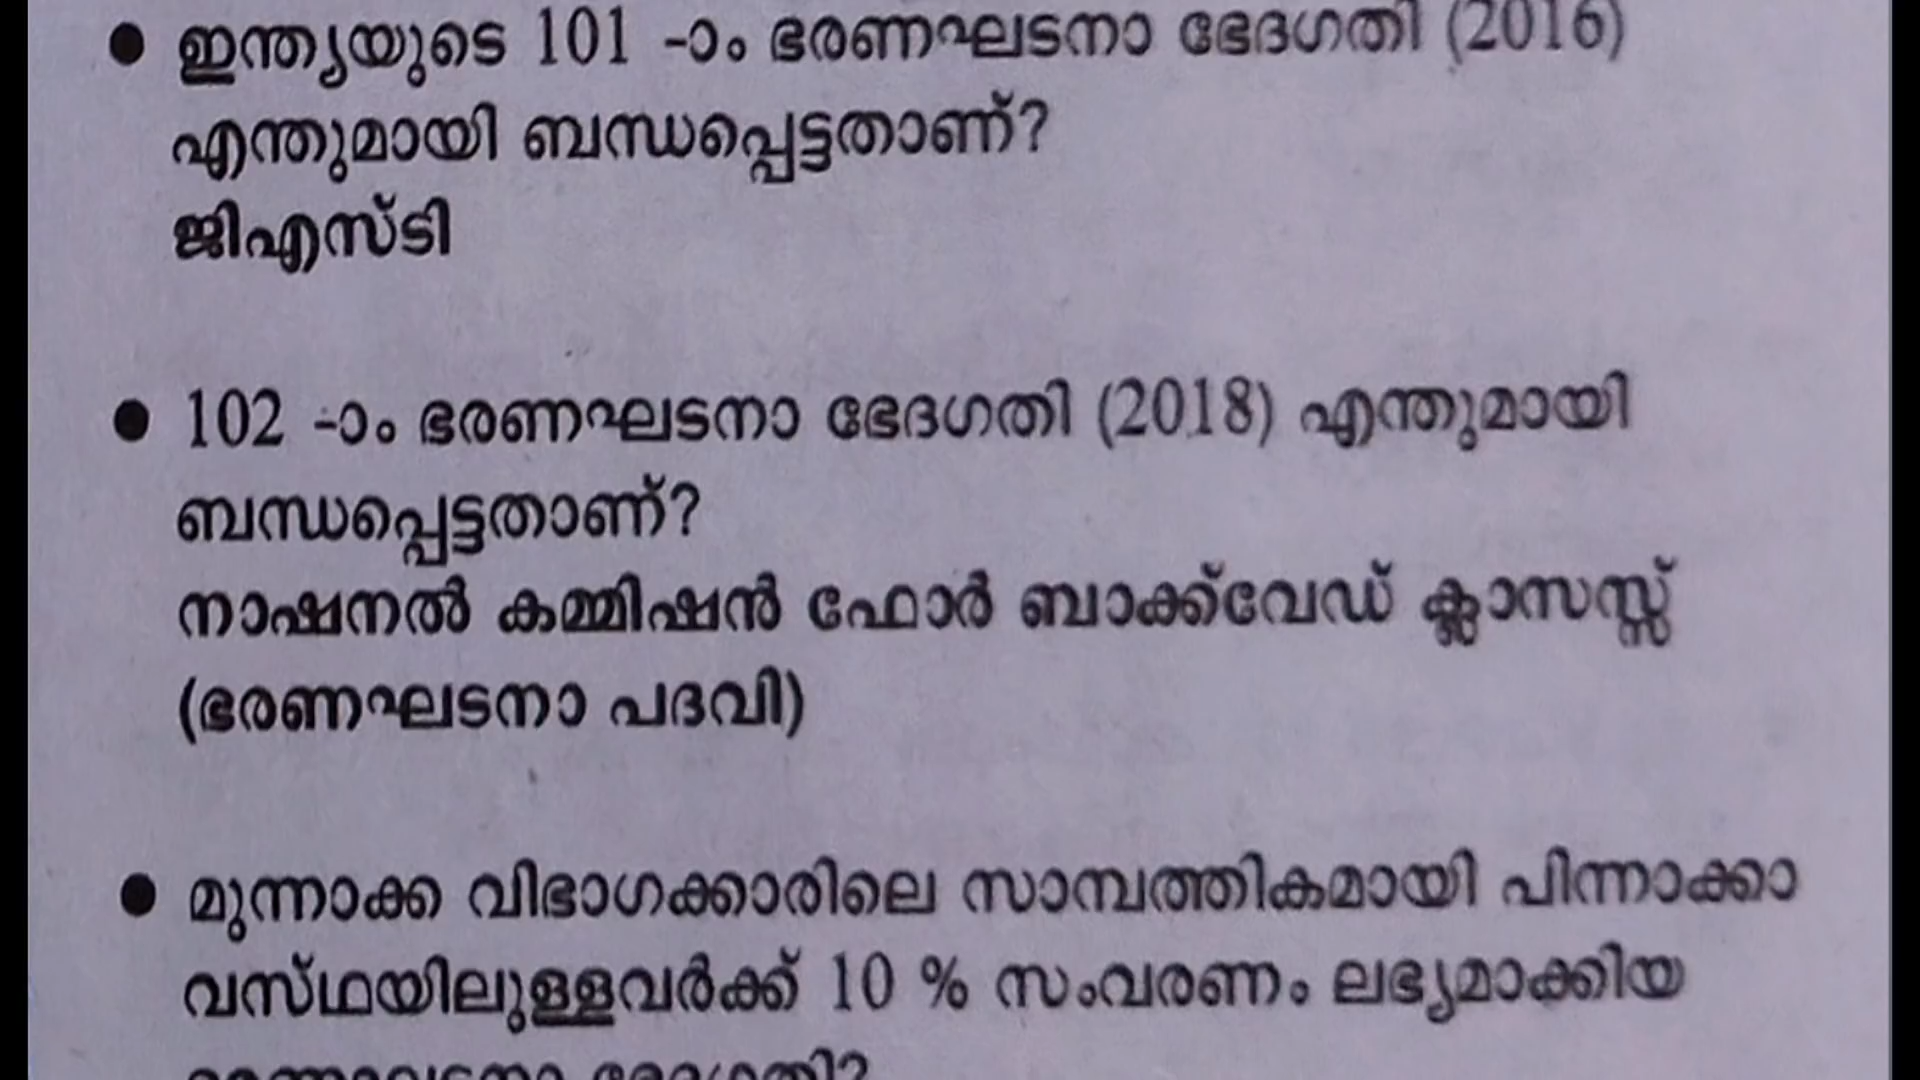 ● ഇന്ത്യയുടെ 101 -ാം ഭരണഘടനാ ഭേദഗതി (2016)
എന്തുമായി ബന്ധപ്പെട്ടതാണ്?
ജിഎസ്ടി
● 102 -ാം ഭരണഘടനാ ഭേദഗതി (2018) എന്തുമായി
ബന്ധപ്പെട്ടതാണ്?
നാഷനൽ കമ്മിഷൻ ഫോർ ബാക്ക്‌വേഡ് ക്ലാസസ്സ്
(ഭരണഘടനാ പദവി)
● മുന്നാക്ക വിഭാഗക്കാരിലെ സാമ്പത്തികമായി പിന്നാക്കാ
വസ്ഥയിലുള്ളവർക്ക് 10 % സംവരണം ലഭ്യമാക്കിയ